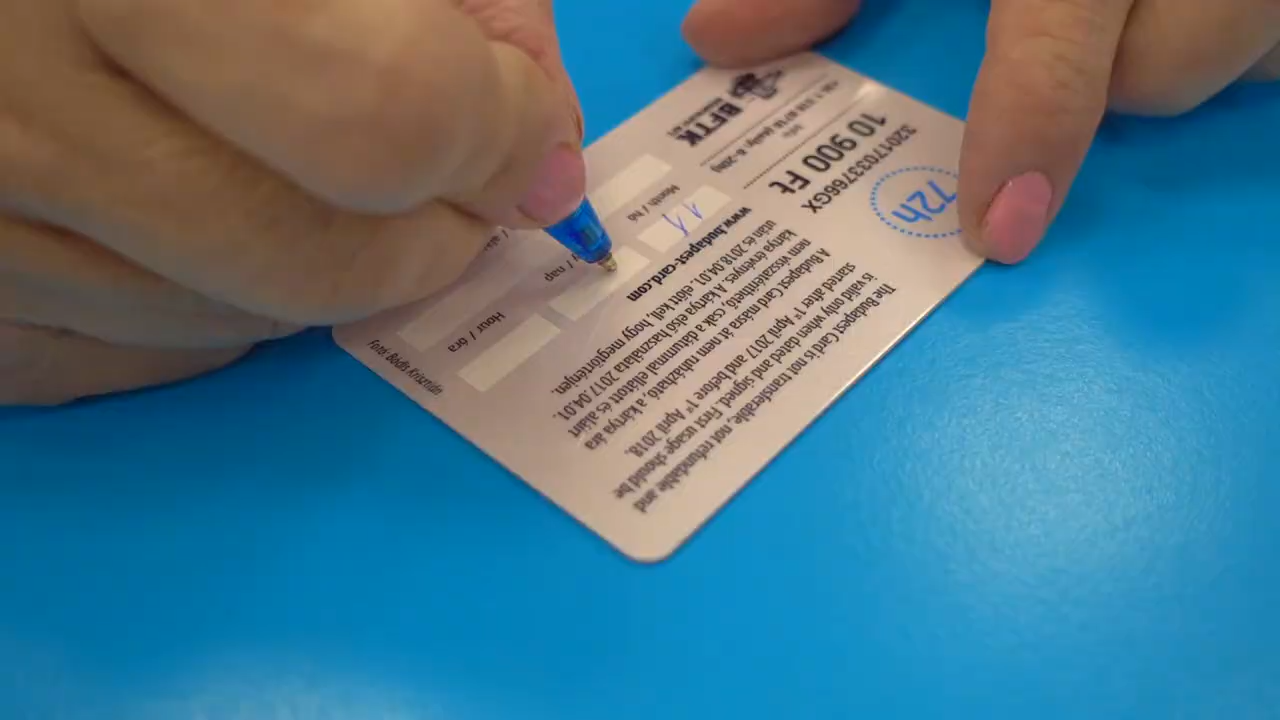 BFTK
10 900 Ft
32017033766GX
72h
Month / hó
11
/ nap
Hour / óra
www.budapest-card.com
után és 2018.04.01. előtt kell, hogy megtörténjen.
kártya érvényes. A kártya első használata 2017.04.01.
nem visszatéríthető, csak a dátummal ellátott és aláírt
A Budapest Card másra át nem ruházható, a kártya ára
started after 1st April 2017 and before 1st April 2018.
is valid only when dated and signed. First usage should be
The Budapest Card is not transferable, not refundable and
Fotó: Bódis Krisztián